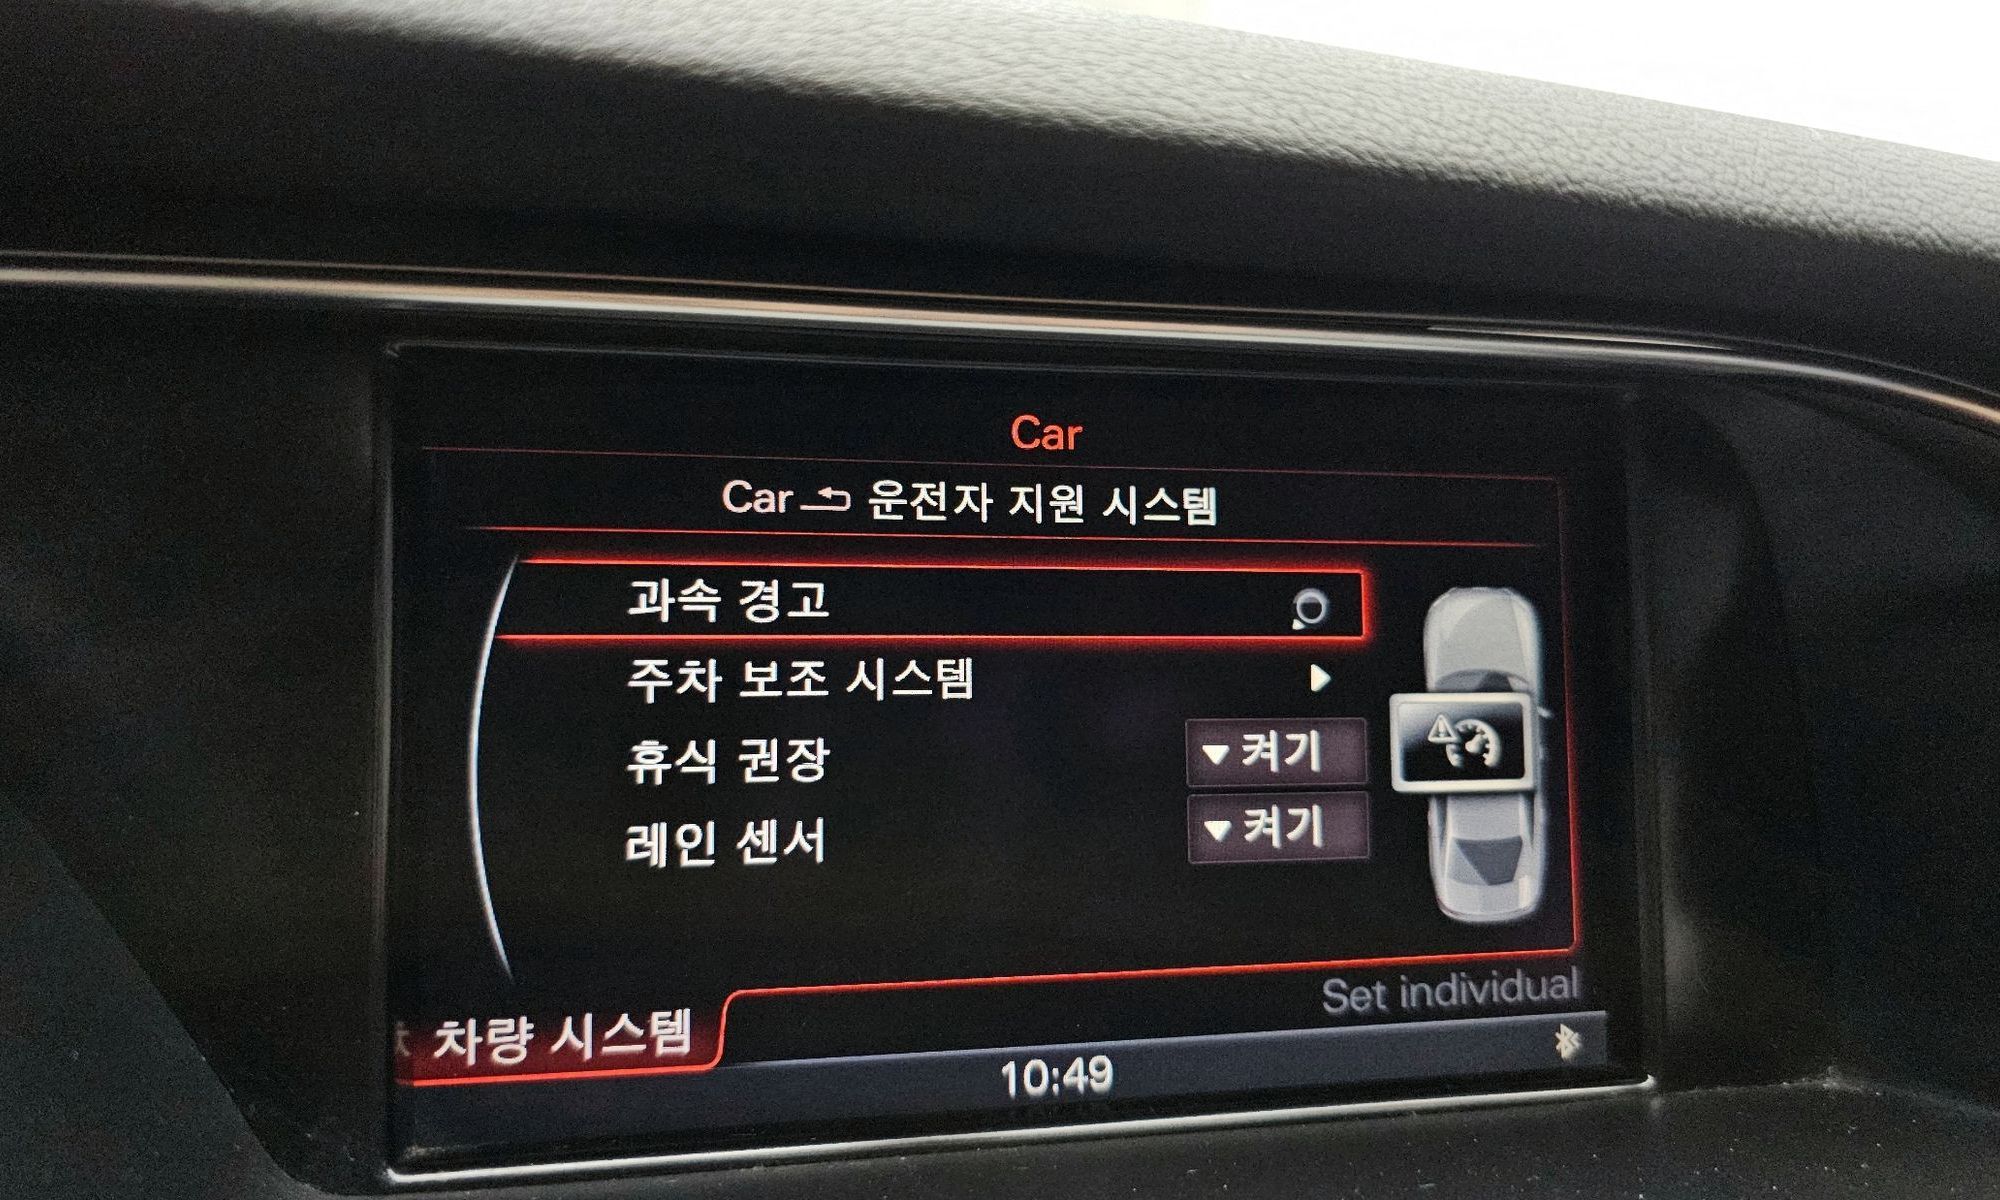 Car
Car 운전자 지원 시스템
과속 경고
주차 보조 시스템
휴식 권장 켜기
레인 센서 켜기
Set individual
차량 시스템
10:49